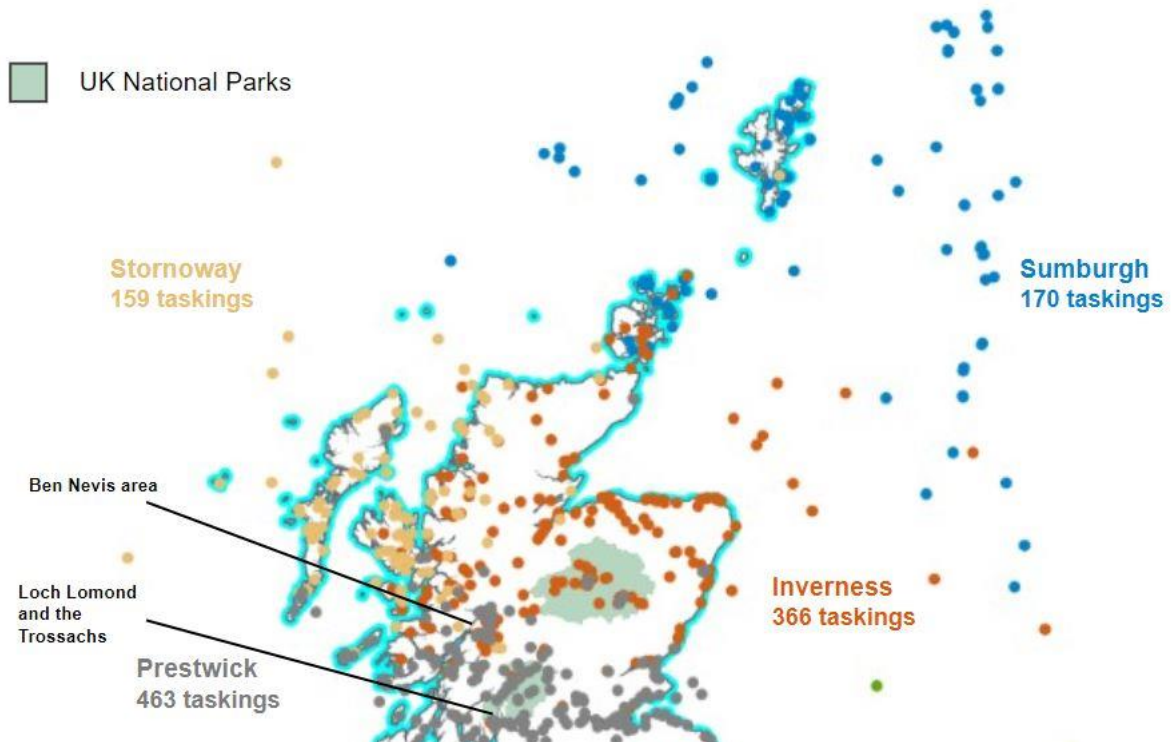 UK National Parks
Stornoway
159 taskings
Sumburgh
170 taskings
Ben Nevis area
Loch Lomond
and the
Trossachs
Inverness
366 taskings
Prestwick
463 taskings